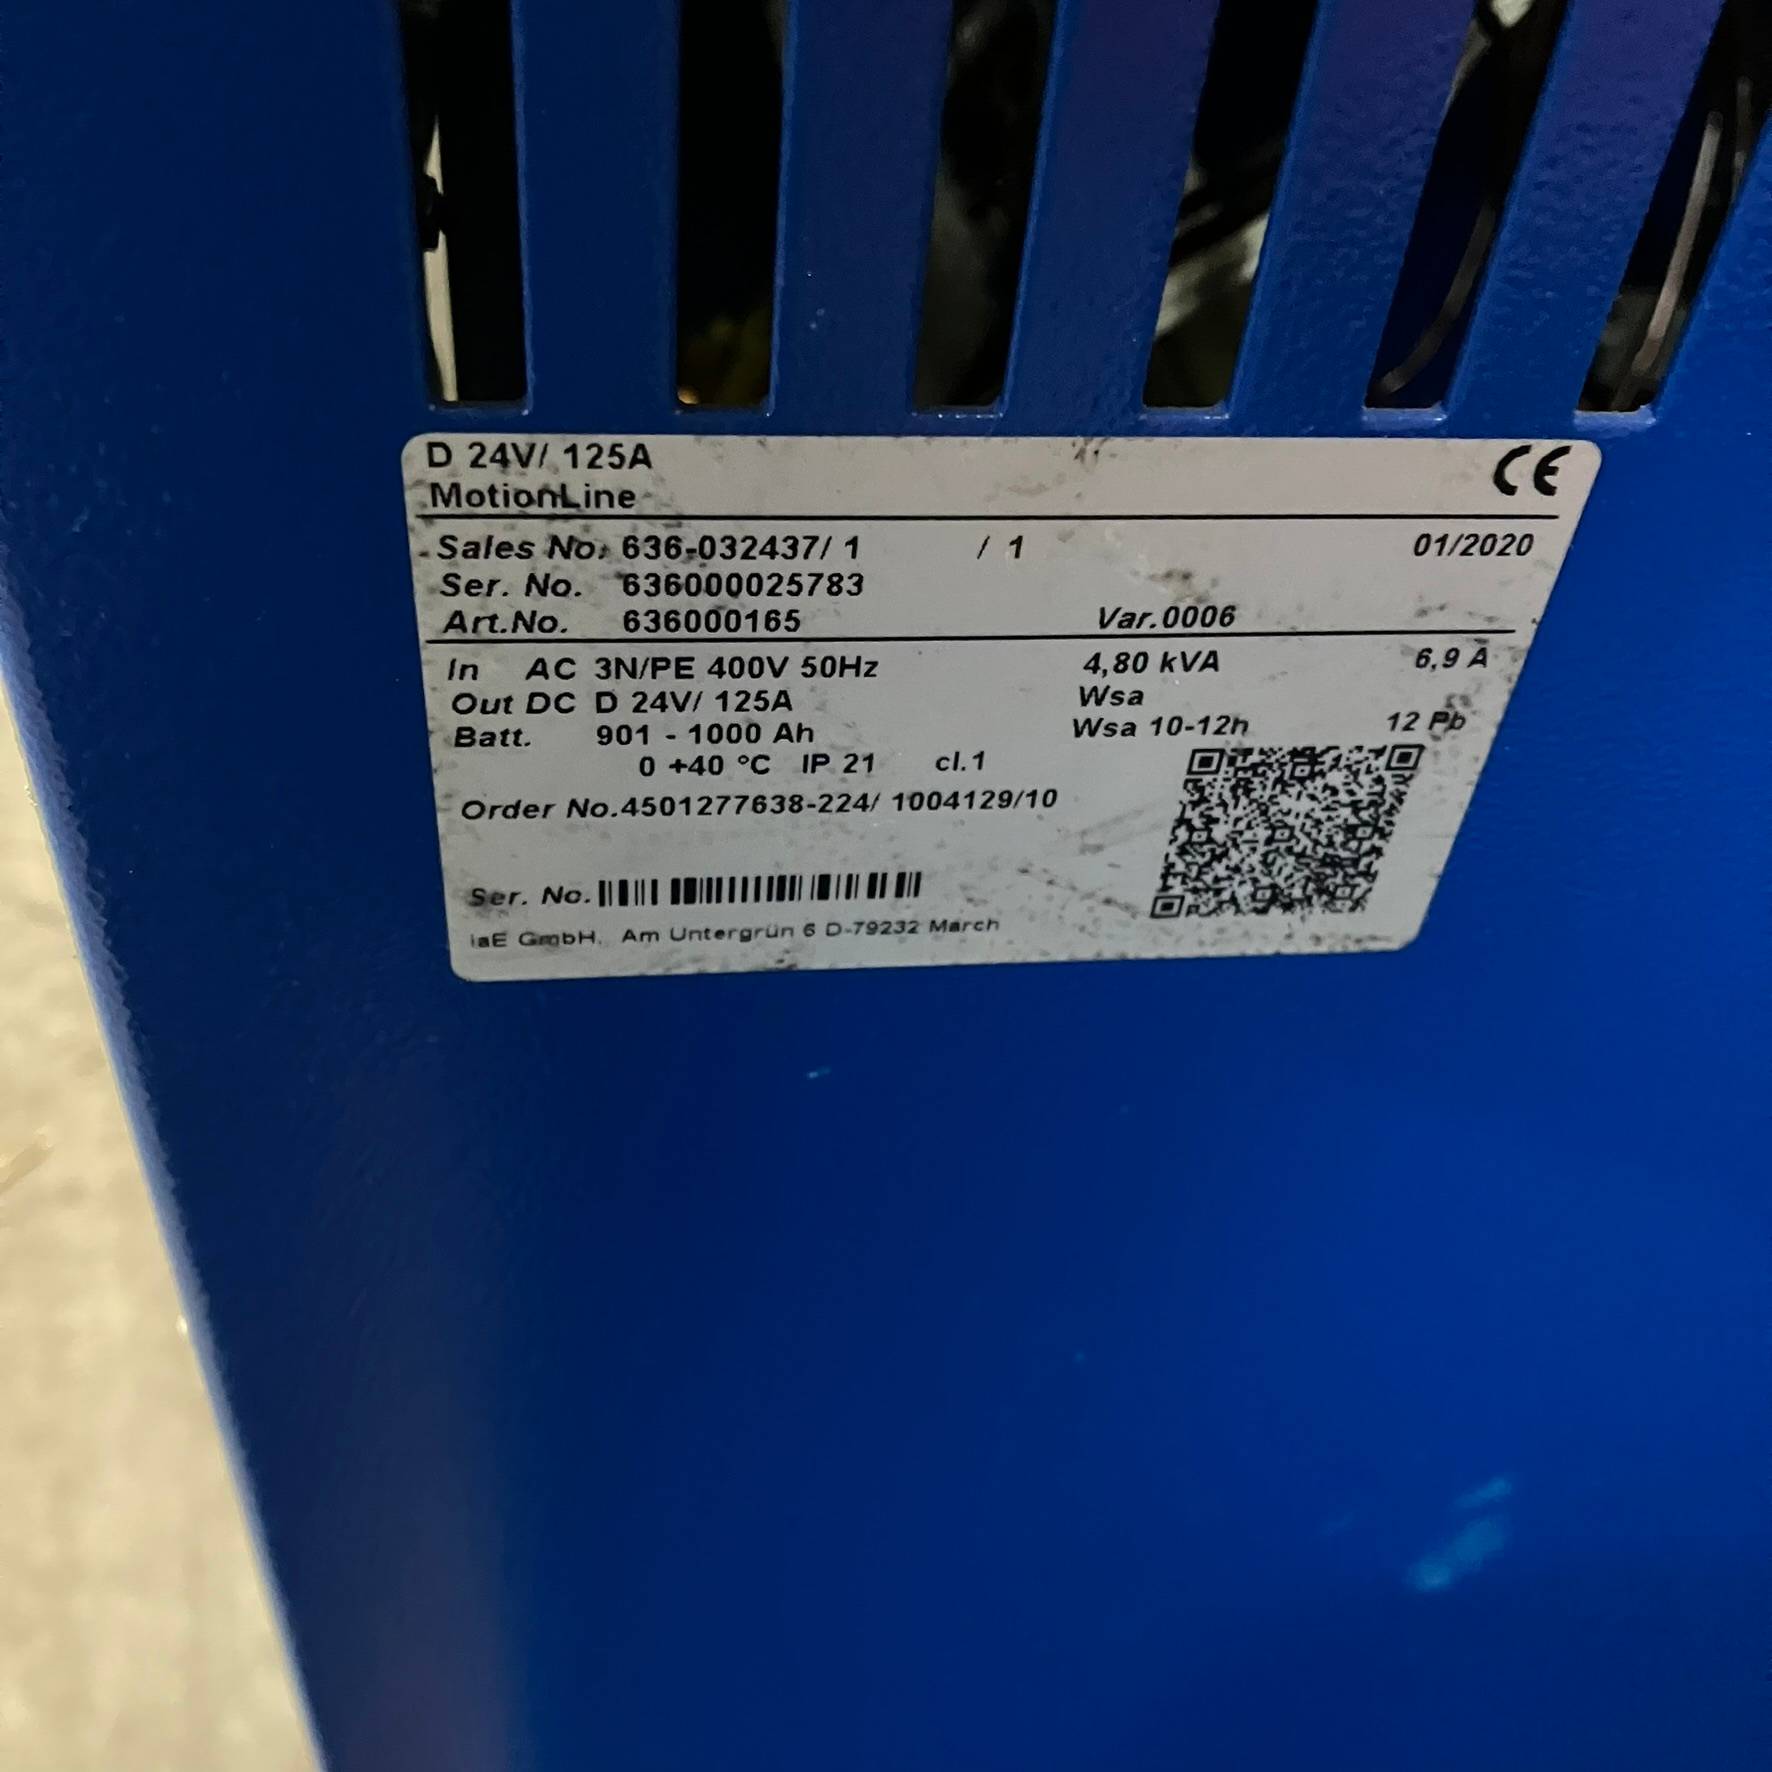 D 24V/ 125A
CE
MotionLine
Sales No. 636-032437/ 1 / 1 01/2020
Ser. No. 636000025783
Art.No. 636000165 Var.0006
In AC 3N/PE 400V 50Hz 4,80 kVA 6,9 A
Out DC D 24V/ 125A Wsa
Batt. 901 - 1000 Ah Wsa 10-12h 12 Pb
0 +40 °C IP 21 cl.1
Order No.4501277638-224/ 1004129/10
Ser. No.
GmbH, Am Untergrün 6 D-79232 March